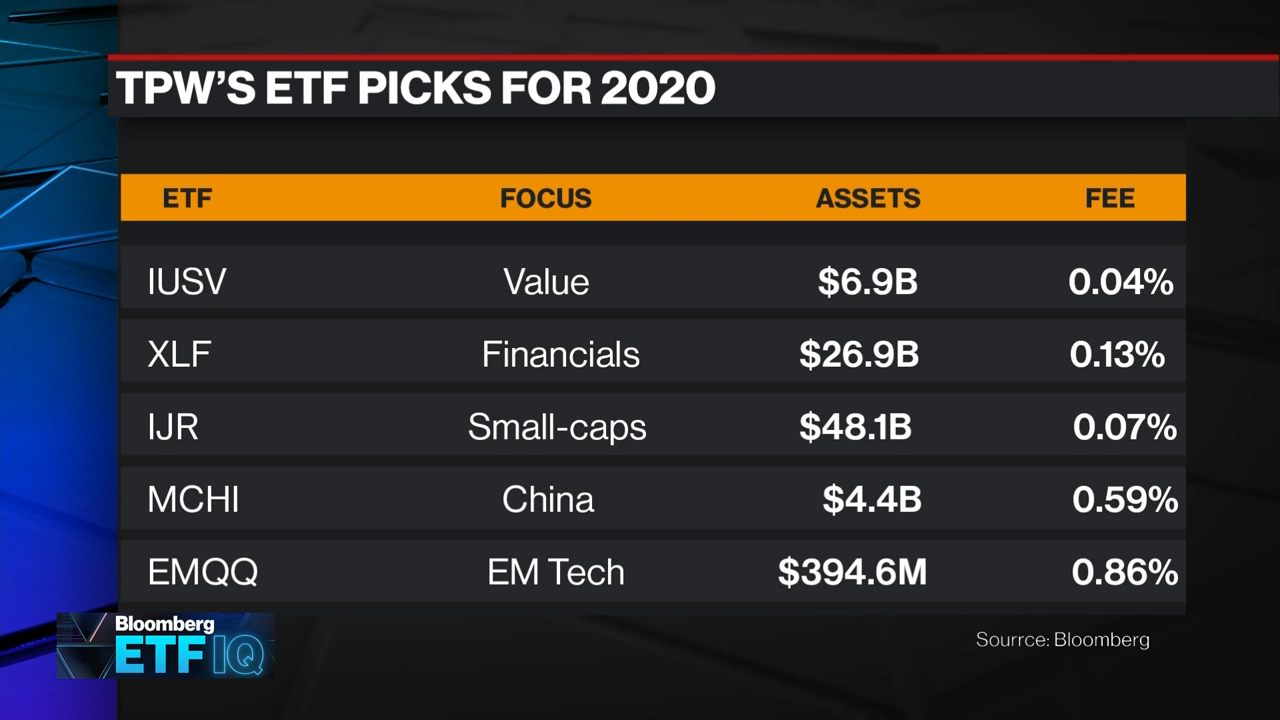 TPW'S ETF PICKS FOR 2020
ETF FOCUS ASSETS FEE
IUSV Value $6.9B 0.04%
XLF Financials $26.9B 0.13%
IJR Small-caps $48.1B 0.07%
MCHI China $4.4B 0.59%
EMQQ EM Tech $394.6M 0.86%
Bloomberg
ETF IQ
Sourrce: Bloomberg